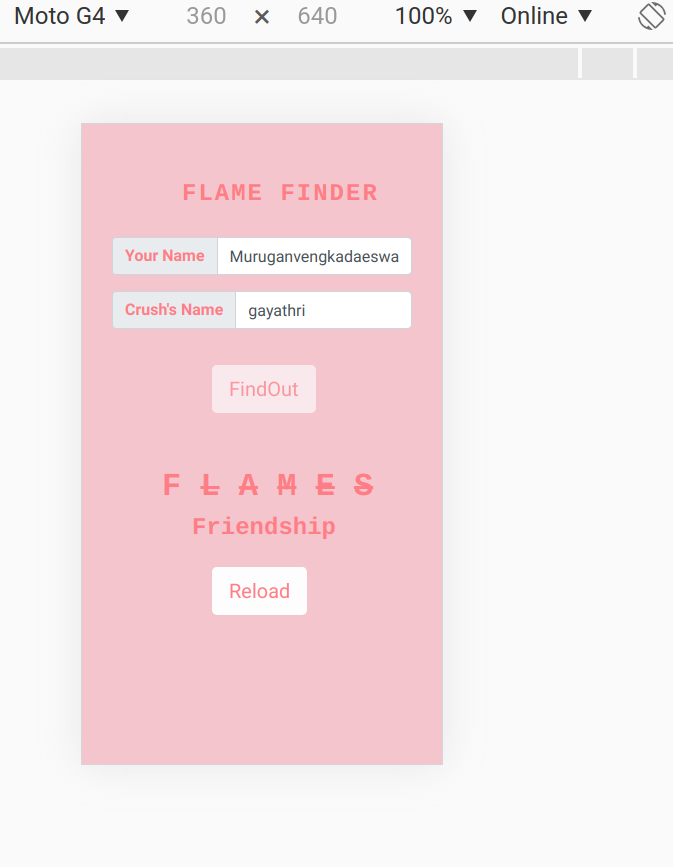 Moto G4 ▼ 360 × 640 100% ▼ Online ▼
FLAME FINDER
Your Name Muruganvengkadaeswa
Crush's Name gayathri
FindOut
F L A M E S
Friendship
Reload